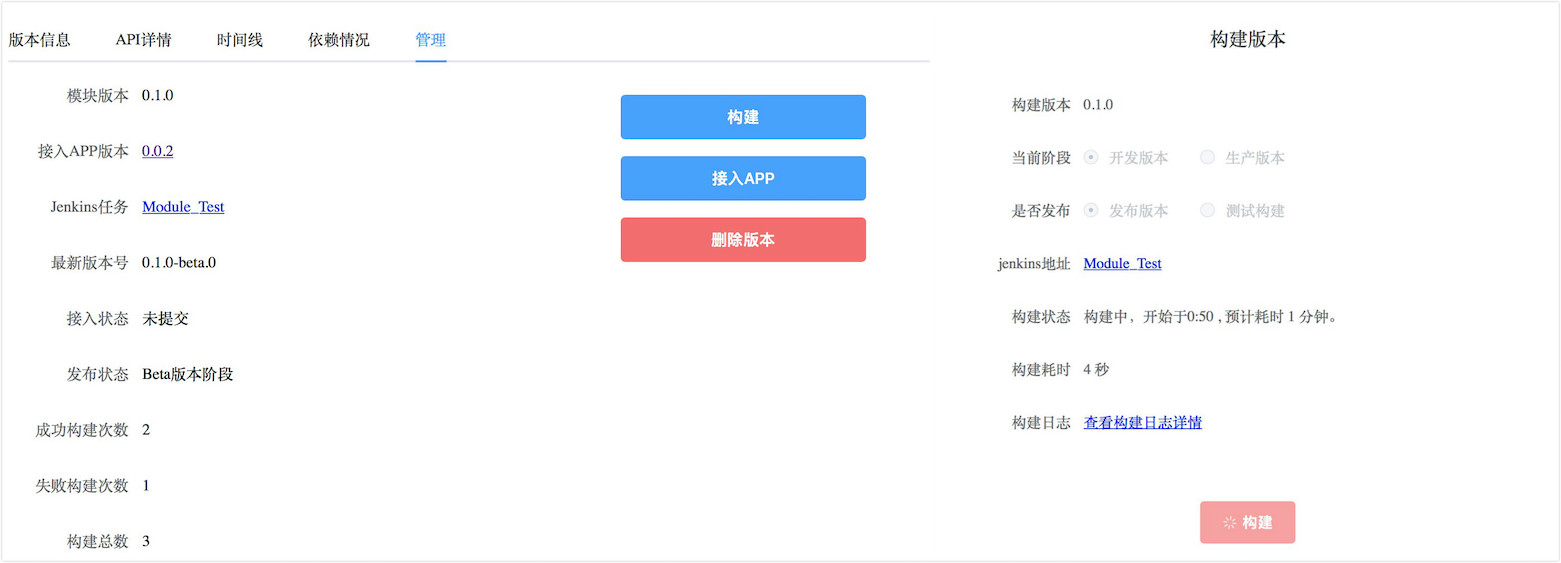 版本信息 API详情 时间线 依赖情况 管理
模块版本 0.1.0
接入APP版本 0.0.2
Jenkins任务 Module_Test
最新版本号 0.1.0-beta.0
接入状态 未提交
发布状态 Beta版本阶段
成功构建次数 2
失败构建次数 1
构建总数 3
构建
接入APP
删除版本
构建版本
构建版本 0.1.0
当前阶段 开发版本 生产版本
是否发布 发布版本 测试构建
jenkins地址 Module_Test
构建状态 构建中，开始于0:50 , 预计耗时 1 分钟。
构建耗时 4 秒
构建日志 查看构建日志详情
构建